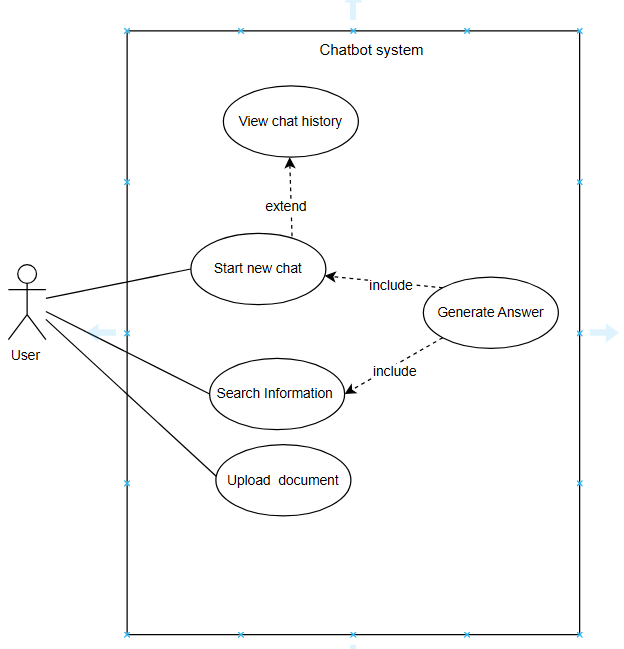 Chatbot system
View chat history
extend
Start new chat
include
Generate Answer
User
include
Search Information
Upload  document